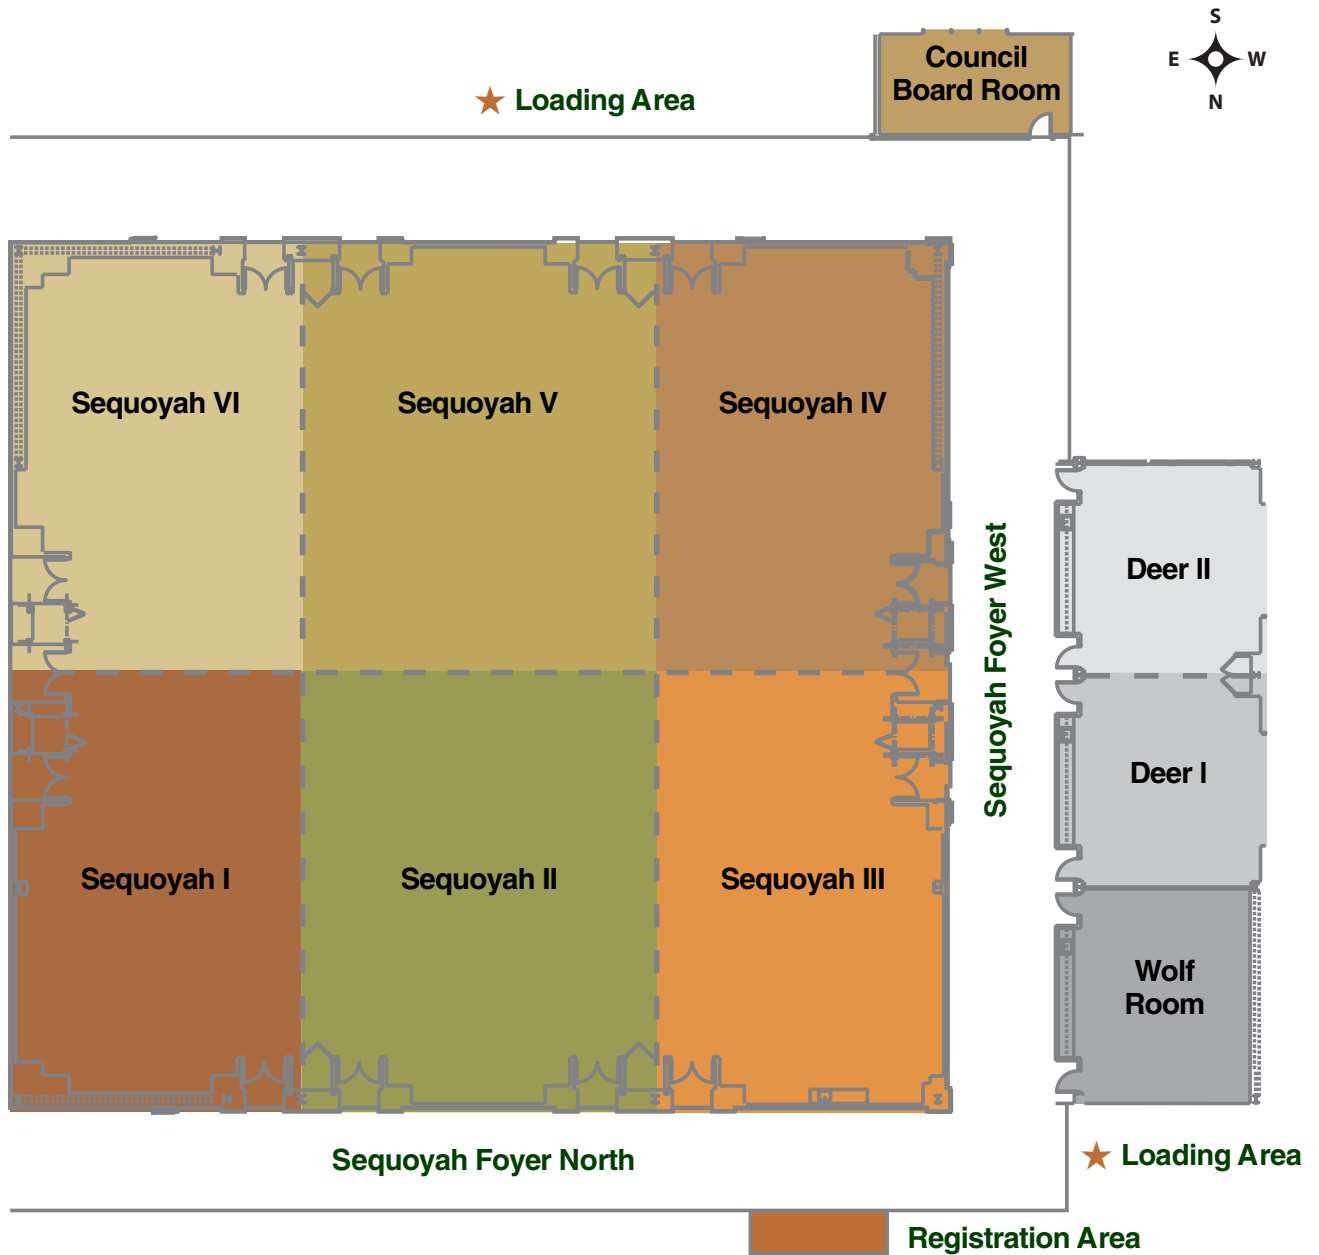 Council
Board Room
S
E W
N
Loading Area
Sequoyah VI
Sequoyah V
Sequoyah IV
Sequoyah Foyer West
Deer II
Deer I
Sequoyah I
Sequoyah II
Sequoyah III
Wolf
Room
Sequoyah Foyer North
Loading Area
Registration Area